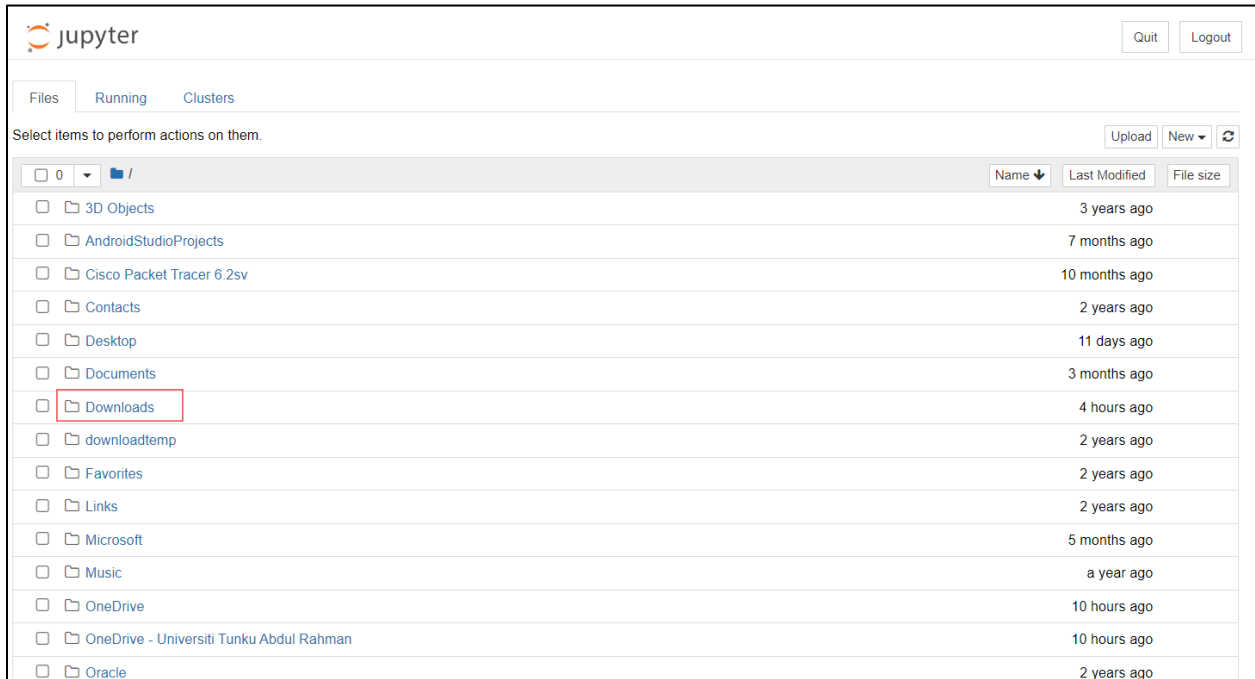 jupyter
Quit Logout
Files Running Clusters
Select items to perform actions on them.
Upload New
0 /
Name Last Modified File size
3D Objects 3 years ago
AndroidStudioProjects 7 months ago
Cisco Packet Tracer 6.2sv 10 months ago
Contacts 2 years ago
Desktop 11 days ago
Documents 3 months ago
Downloads 4 hours ago
downloadtemp 2 years ago
Favorites 2 years ago
Links 2 years ago
Microsoft 5 months ago
Music a year ago
OneDrive 10 hours ago
OneDrive - Universiti Tunku Abdul Rahman 10 hours ago
Oracle 2 years ago